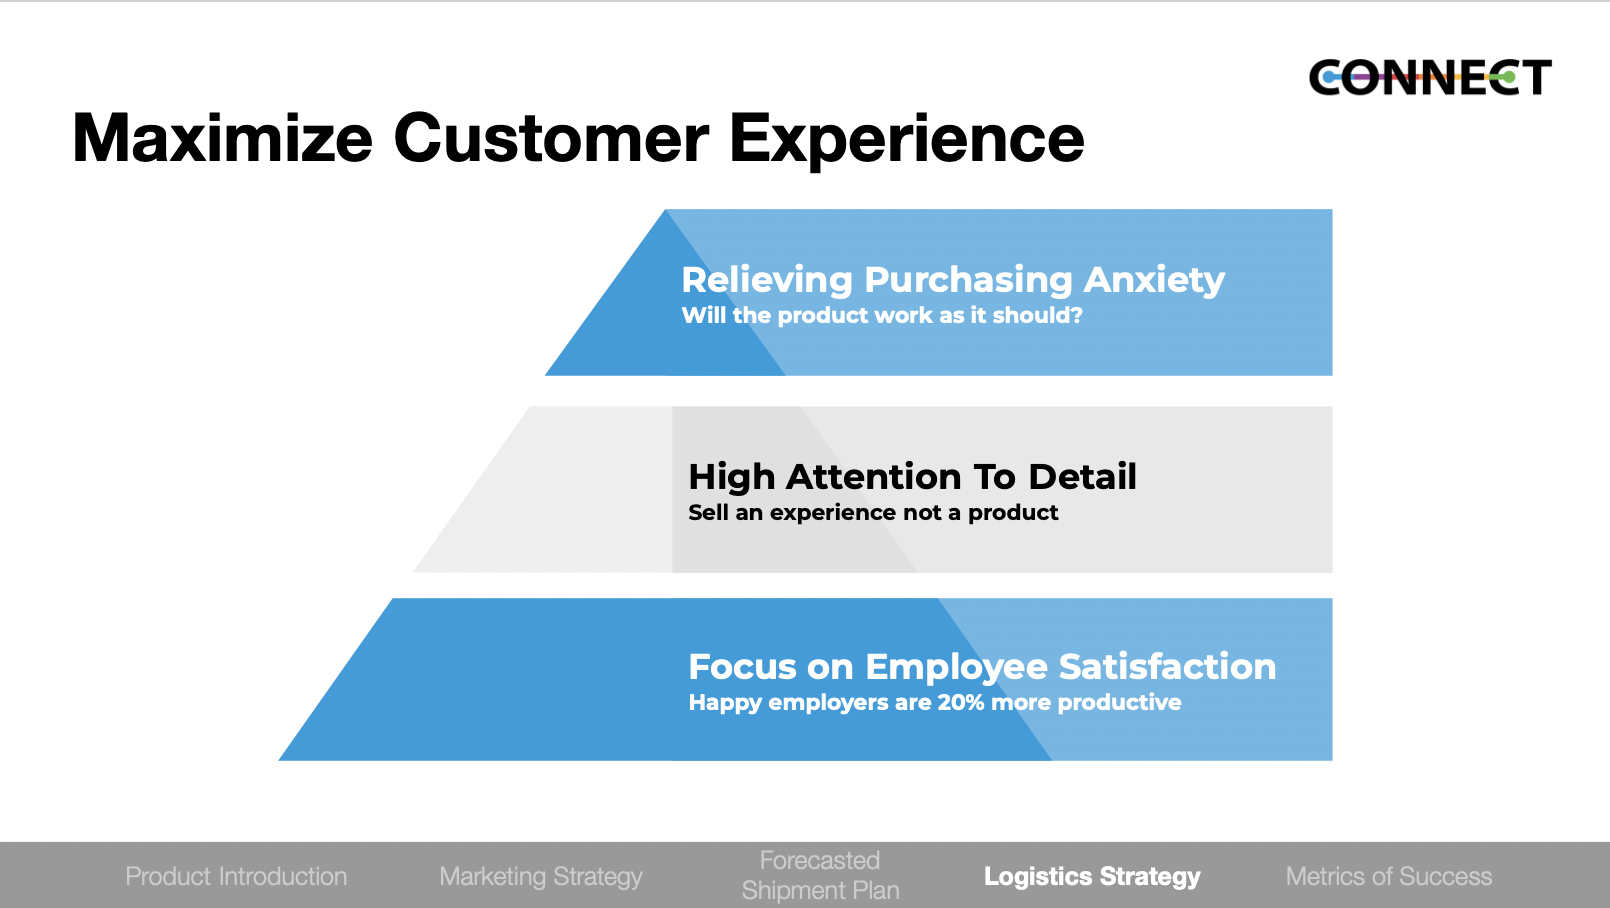 CONNECT
Maximize Customer Experience
Relieving Purchasing Anxiety
Will the product work as it should?
High Attention To Detail
Sell an experience not a product
Focus on Employee Satisfaction
Happy employers are 20% more productive
Product Introduction
Marketing Strategy
Forecasted
Shipment Plan
Logistics Strategy
Metrics of Success